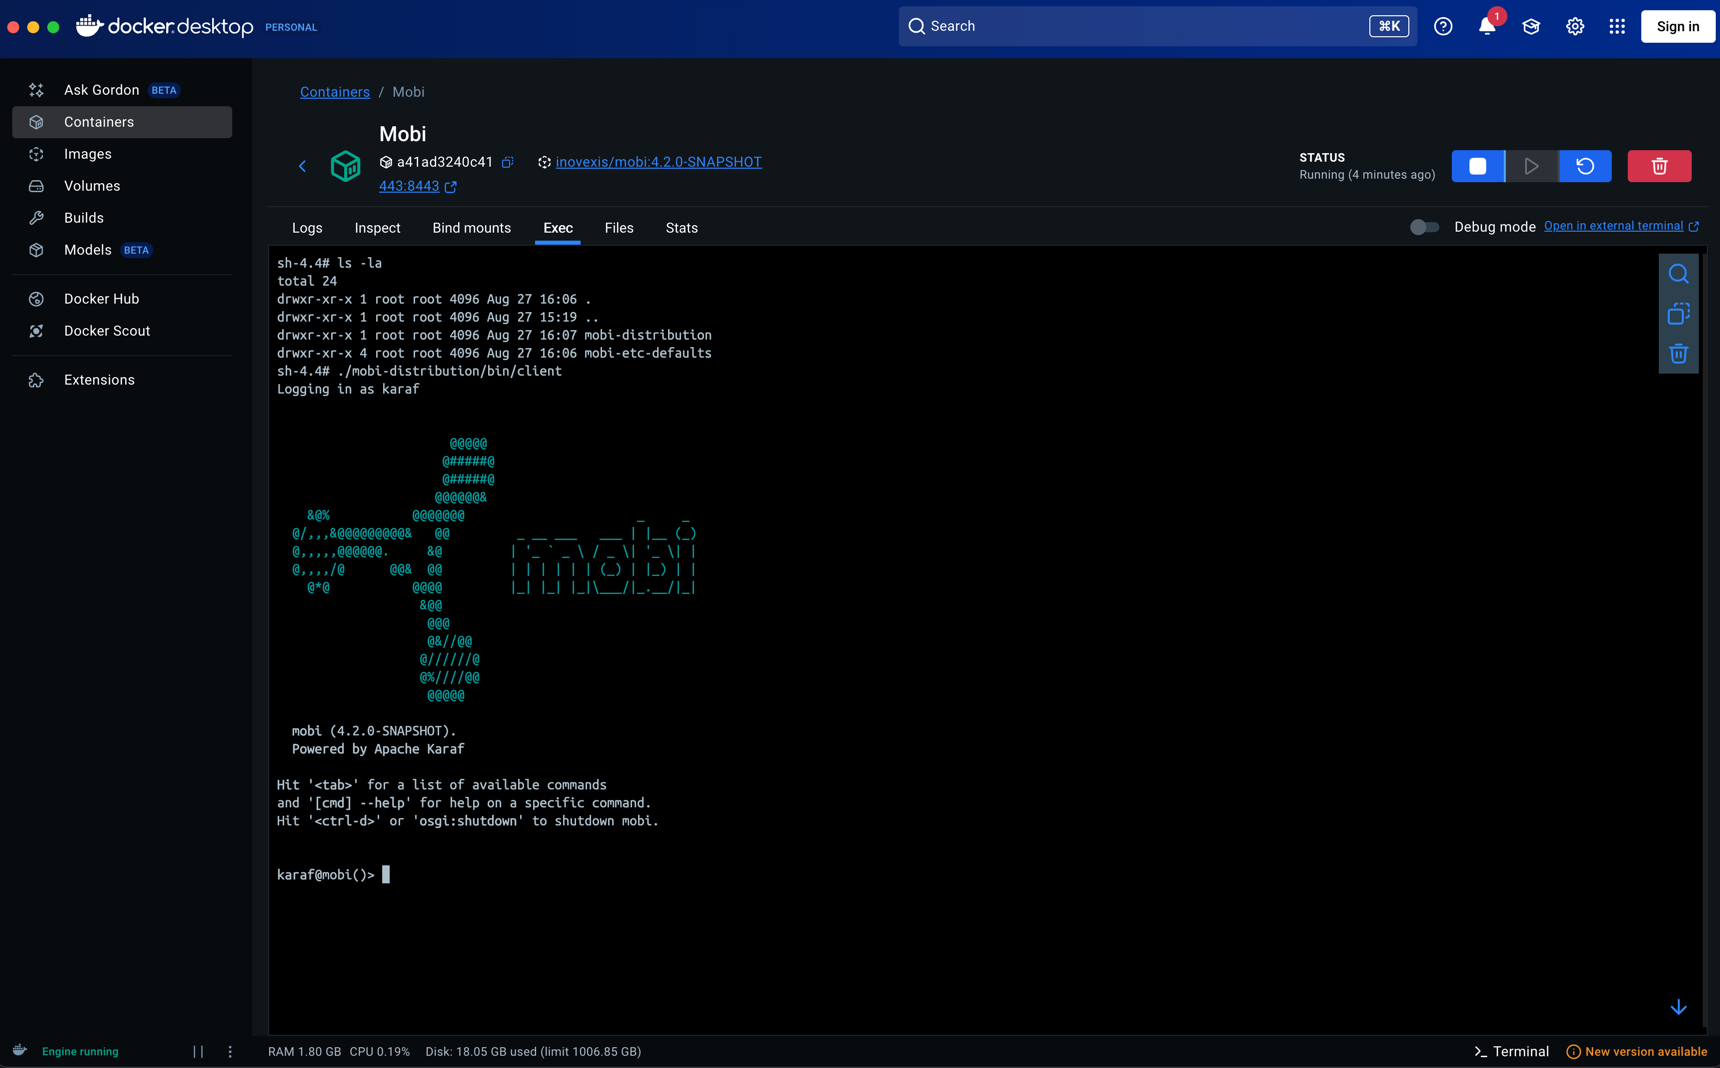 docker.desktop PERSONAL
Search
⌘K
1
Sign in
Ask Gordon BETA
Containers
Images
Volumes
Builds
Models BETA
Docker Hub
Docker Scout
Extensions
Containers / Mobi
Mobi
a41ad3240c41
inovexis/mobi:4.2.0-SNAPSHOT
443:8443
STATUS
Running (4 minutes ago)
Logs Inspect Bind mounts Exec Files Stats
Debug mode Open in external terminal
sh-4.4# ls -la
total 24
drwxr-xr-x 1 root root 4096 Aug 27 16:06 .
drwxr-xr-x 1 root root 4096 Aug 27 15:19 ..
drwxr-xr-x 1 root root 4096 Aug 27 16:07 mobi-distribution
drwxr-xr-x 4 root root 4096 Aug 27 16:06 mobi-etc-defaults
sh-4.4# ./mobi-distribution/bin/client
Logging in as karaf
                       @@@@@
                      @#####@
                      @#####@
                     @@@@@@&
    &@%           @@@@@@@                       _     _
  @/,,,&@@@@@@@@@&   @@         _ __ ___   ___ | |__ (_)
  @,,,,,@@@@@@.     &@         | '_ ` _ \ / _ \| '_ \| |
  @,,,,/@      @@&  @@         | | | | | | (_) | |_) | |
    @*@           @@@@         |_| |_| |_|\___/|_.__/|_|
                   &@@
                    @@@
                    @&//@@
                   @//////@
                   @%////@@
                    @@@@@
mobi (4.2.0-SNAPSHOT).
Powered by Apache Karaf
Hit '<tab>' for a list of available commands
and '[cmd] --help' for help on a specific command.
Hit '<ctrl-d>' or 'osgi:shutdown' to shutdown mobi.
karaf@mobi()>
Engine running
RAM 1.80 GB CPU 0.19% Disk: 18.05 GB used (limit 1006.85 GB)
Terminal
New version available